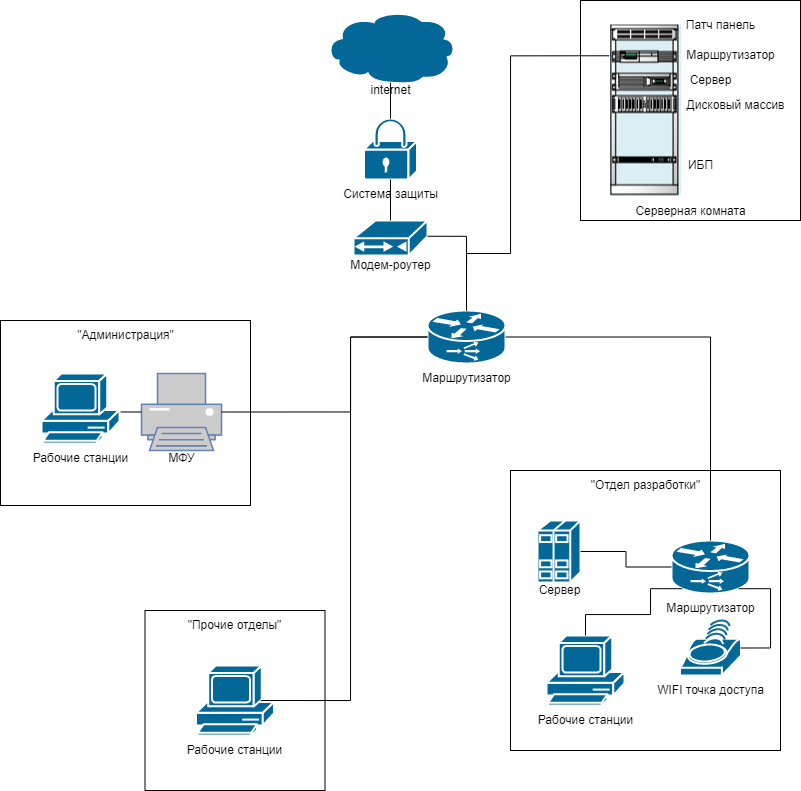 internet
Система защиты
Модем-роутер
Патч панель
Маршрутизатор
Сервер
Дисковый массив
ИБП
Серверная комната
Маршрутизатор
"Администрация"
Рабочие станции
МФУ
"Прочие отделы"
Рабочие станции
"Отдел разработки"
Сервер
Маршрутизатор
Рабочие станции
WIFI точка доступа